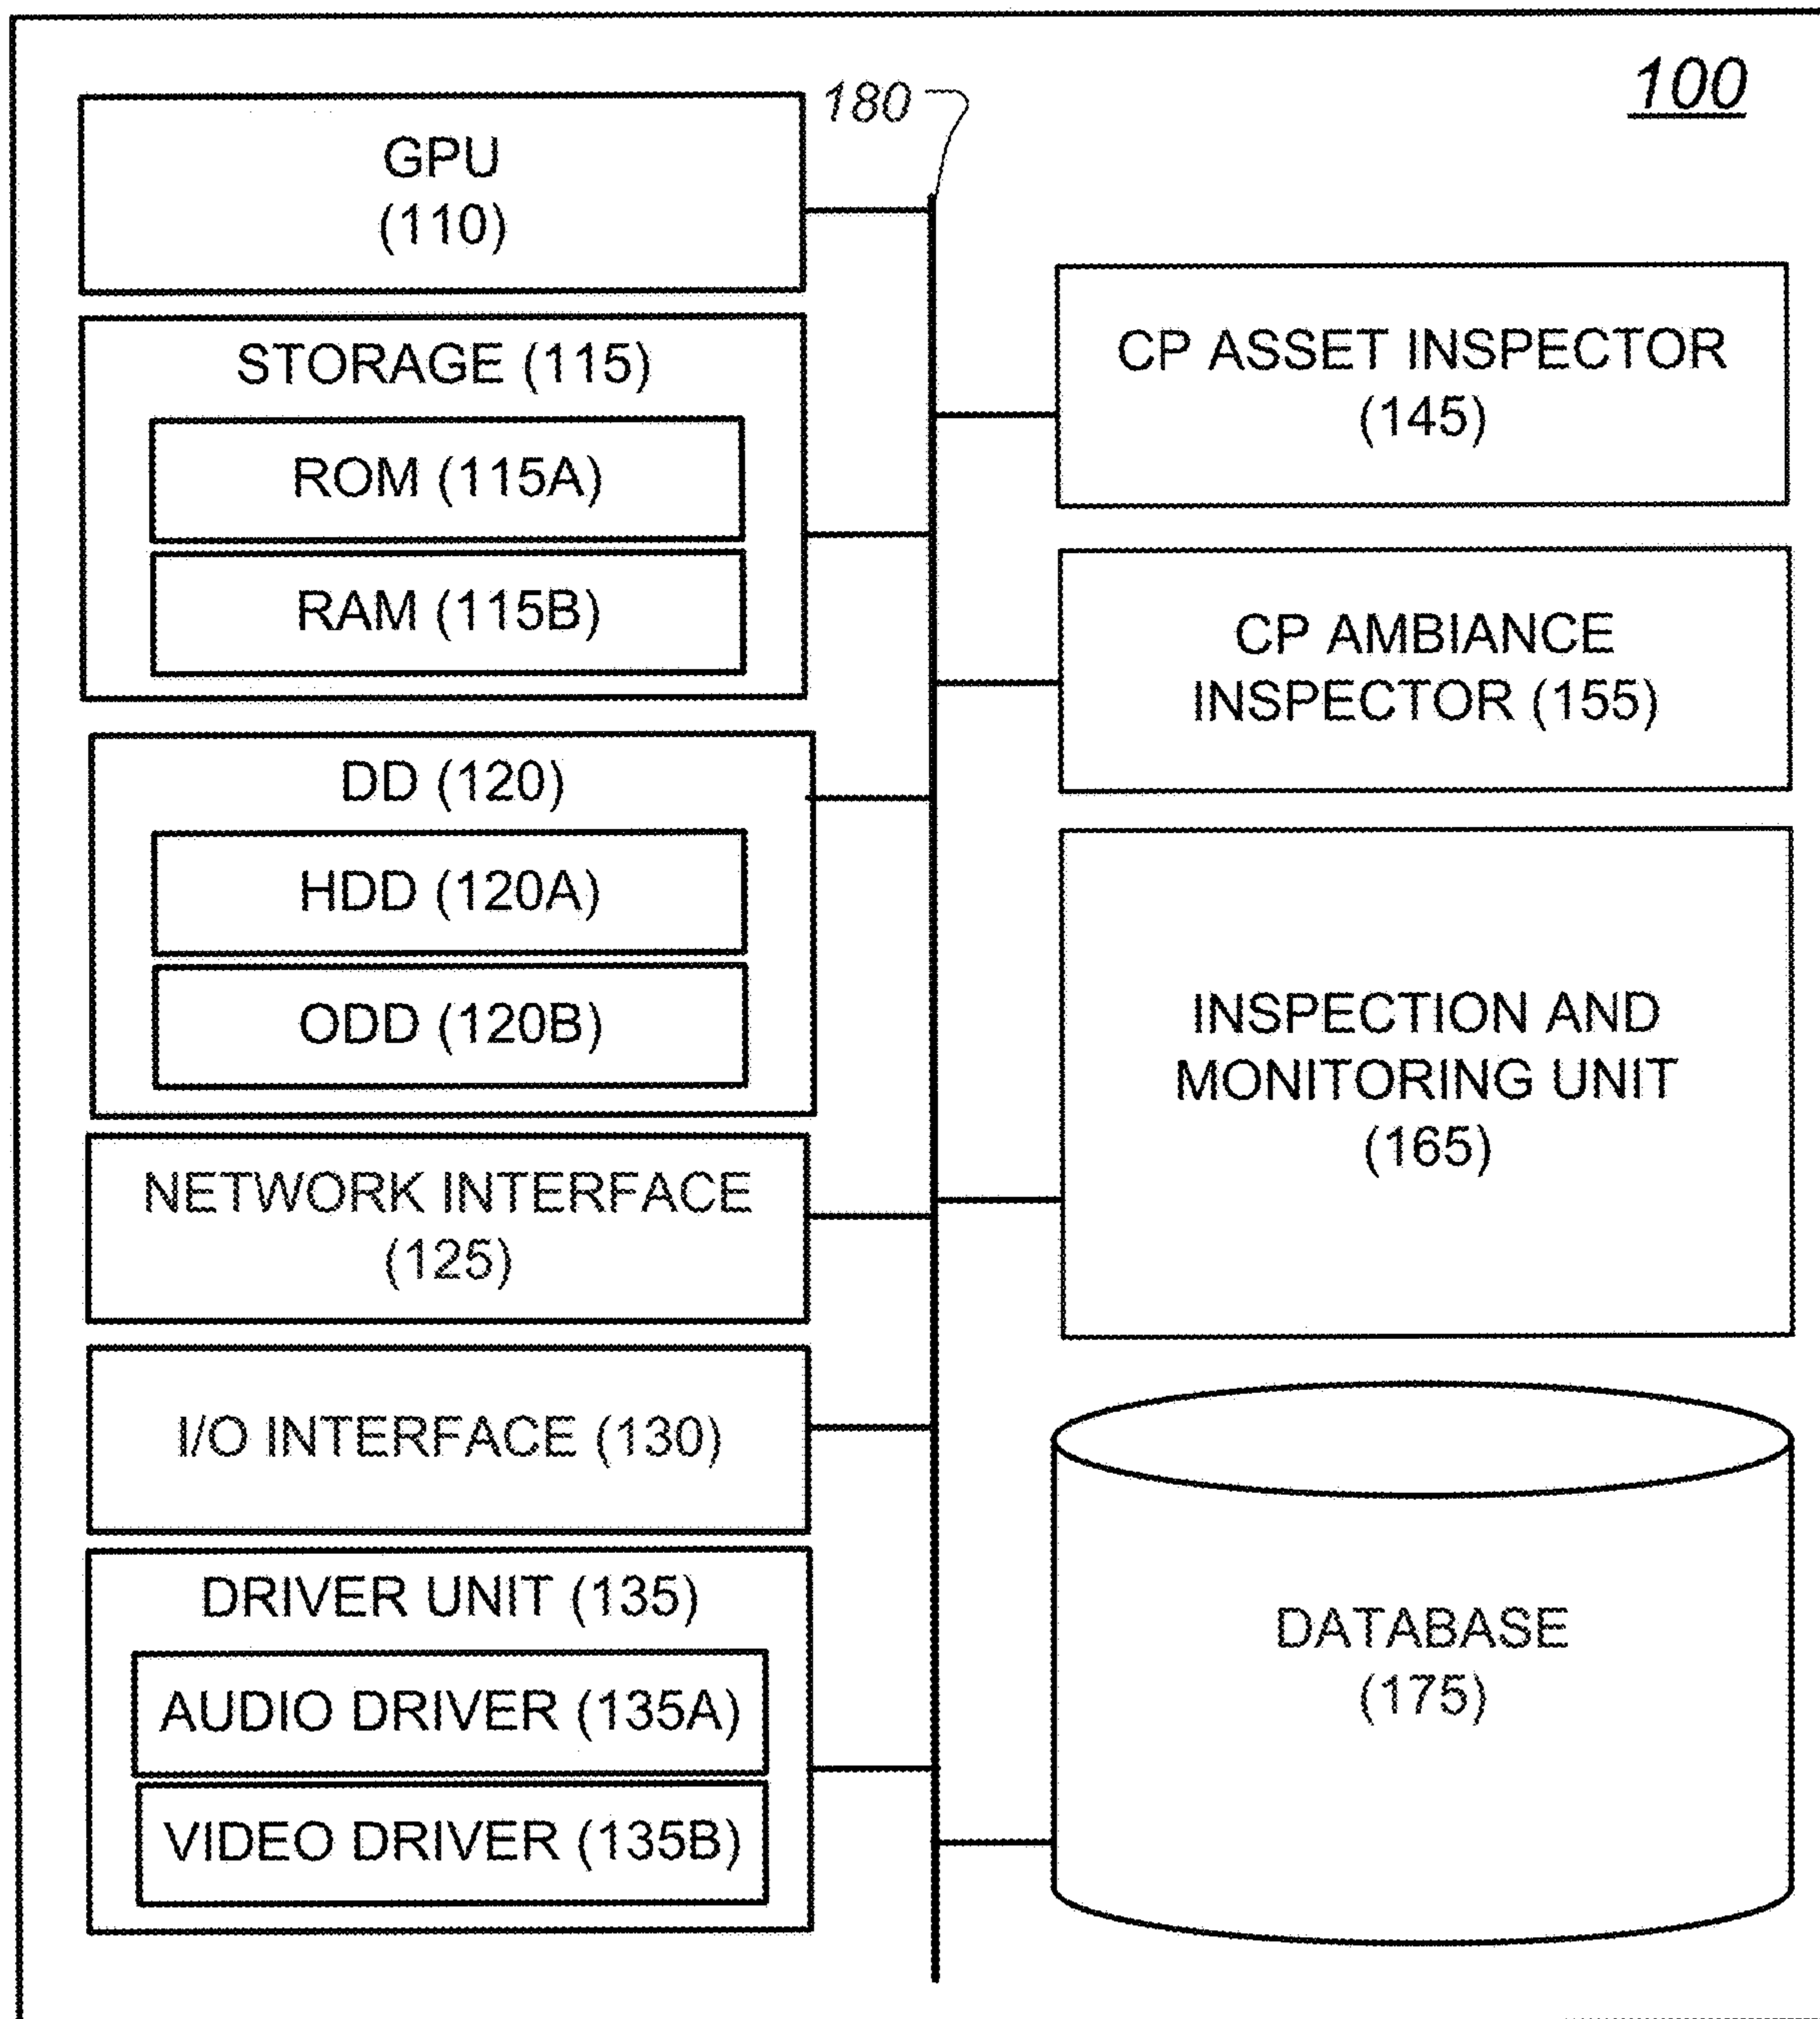 100
180
GPU
(110)
STORAGE (115)
ROM (115A)
RAM (115B)
DD (120)
HDD (120A)
ODD (120B)
NETWORK INTERFACE
(125)
I/O INTERFACE (130)
DRIVER UNIT (135)
AUDIO DRIVER (135A)
VIDEO DRIVER (135B)
CP ASSET INSPECTOR
(145)
CP AMBIANCE
INSPECTOR (155)
INSPECTION AND
MONITORING UNIT
(165)
DATABASE
(175)